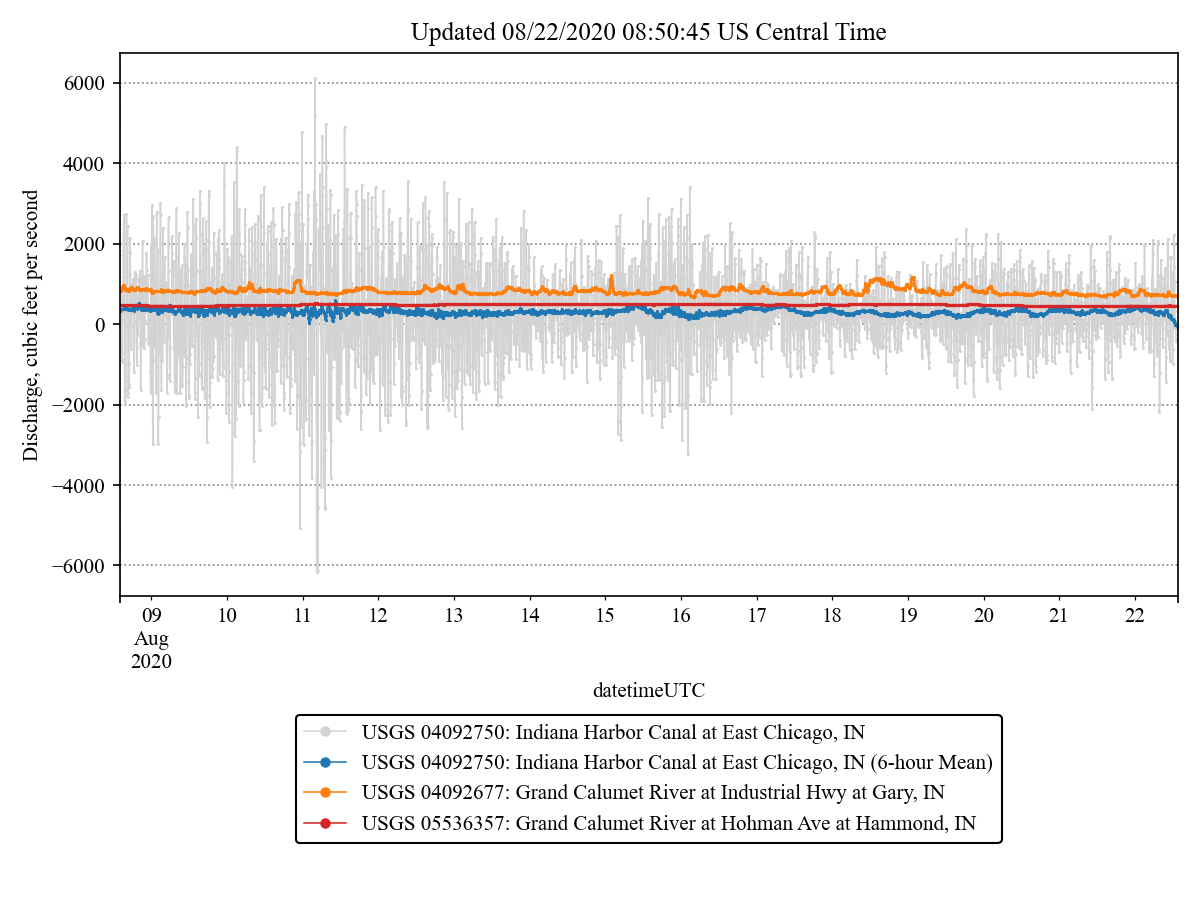 Updated 08/22/2020 08:50:45 US Central Time
6000
4000
2000
0
−2000
−4000
−6000
Discharge, cubic feet per second
09 10 11 12 13 14 15 16 17 18 19 20 21 22
Aug
2020
datetimeUTC
USGS 04092750: Indiana Harbor Canal at East Chicago, IN
USGS 04092750: Indiana Harbor Canal at East Chicago, IN (6-hour Mean)
USGS 04092677: Grand Calumet River at Industrial Hwy at Gary, IN
USGS 05536357: Grand Calumet River at Hohman Ave at Hammond, IN